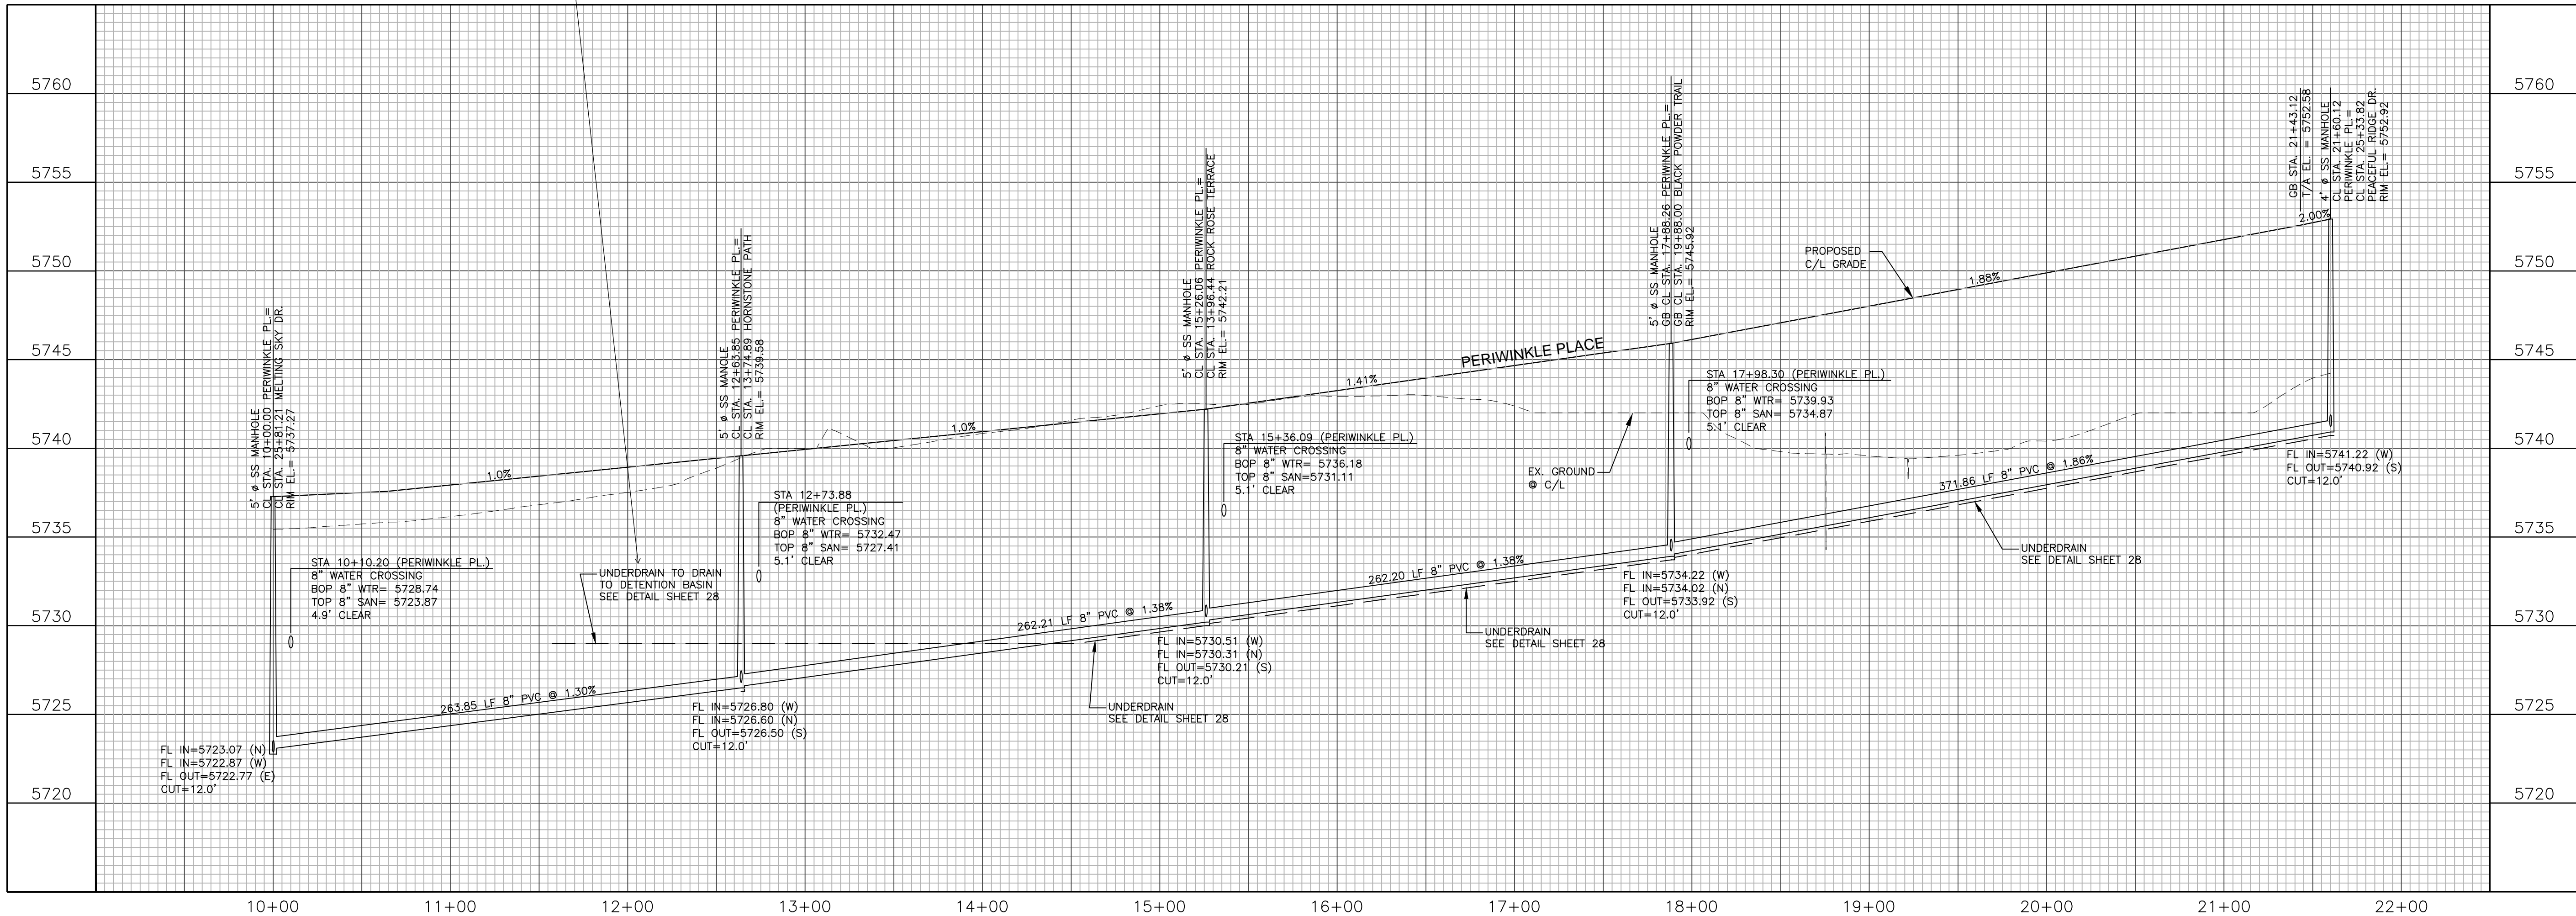 5760
5755
5750
5745
5740
5735
5730
5725
5720
5' ø SS MANHOLE
CL STA. 10+00.00 PERIWINKLE PL.=
CL STA. 25+81.21 MELTING SKY DR.
RIM EL.= 5737.27
1.0%
STA 10+10.20 (PERIWINKLE PL.)
8" WATER CROSSING
BOP 8" WTR= 5728.74
TOP 8" SAN= 5723.87
4.9' CLEAR
FL IN=5723.07 (N)
FL IN=5722.87 (W)
FL OUT=5722.77 (E)
CUT=12.0'
263.85 LF 8" PVC @ 1.30%
UNDERDRAIN TO DRAIN
TO DETENTION BASIN
SEE DETAIL SHEET 28
5' ø SS MANOLE
CL STA. 12+63.85 PERIWINKLE PL.=
CL STA. 13+74.89 HORNSTONE PATH
RIM EL.= 5739.58
1.0%
STA 12+73.88
(PERIWINKLE PL.)
8" WATER CROSSING
BOP 8" WTR= 5732.47
TOP 8" SAN= 5727.41
5.1' CLEAR
FL IN=5726.80 (W)
FL IN=5726.60 (N)
FL OUT=5726.50 (S)
CUT=12.0'
262.21 LF 8" PVC @ 1.38%
UNDERDRAIN
SEE DETAIL SHEET 28
5' ø SS MANHOLE
CL STA. 15+26.06 PERIWINKLE PL.=
CL STA. 13+96.44 ROCK ROSE TERRACE
RIM EL.= 5742.21
1.41%
PERIWINKLE PLACE
STA 15+36.09 (PERIWINKLE PL.)
8" WATER CROSSING
BOP 8" WTR= 5736.18
TOP 8" SAN= 5731.11
5.1' CLEAR
FL IN=5730.51 (W)
FL IN=5730.31 (N)
FL OUT=5730.21 (S)
CUT=12.0'
262.20 LF 8" PVC @ 1.38%
UNDERDRAIN
SEE DETAIL SHEET 28
EX. GROUND
@ C/L
5' ø SS MANHOLE
GB CL STA. 17+88.26 PERIWINKLE PL.=
GB CL STA. 19+88.00 BLACK POWDER TRAIL
RIM EL.= 5745.92
PROPOSED
C/L GRADE
1.88%
STA 17+98.30 (PERIWINKLE PL.)
8" WATER CROSSING
BOP 8" WTR= 5739.93
TOP 8" SAN= 5734.87
5.1' CLEAR
FL IN=5734.22 (W)
FL IN=5734.02 (N)
FL OUT=5733.92 (S)
CUT=12.0'
371.86 LF 8" PVC @ 1.86%
UNDERDRAIN
SEE DETAIL SHEET 28
GB STA. 21+43.12
T/A EL. = 5752.58
2.00%
4' ø SS MANHOLE
CL STA. 21+60.12
PERIWINKLE PL.=
CL STA. 25+33.82
PEACEFUL RIDGE DR.
RIM EL.= 5752.92
FL IN=5741.22 (W)
FL OUT=5740.92 (S)
CUT=12.0'
5760
5755
5750
5745
5740
5735
5730
5725
5720
10+00
11+00
12+00
13+00
14+00
15+00
16+00
17+00
18+00
19+00
20+00
21+00
22+00